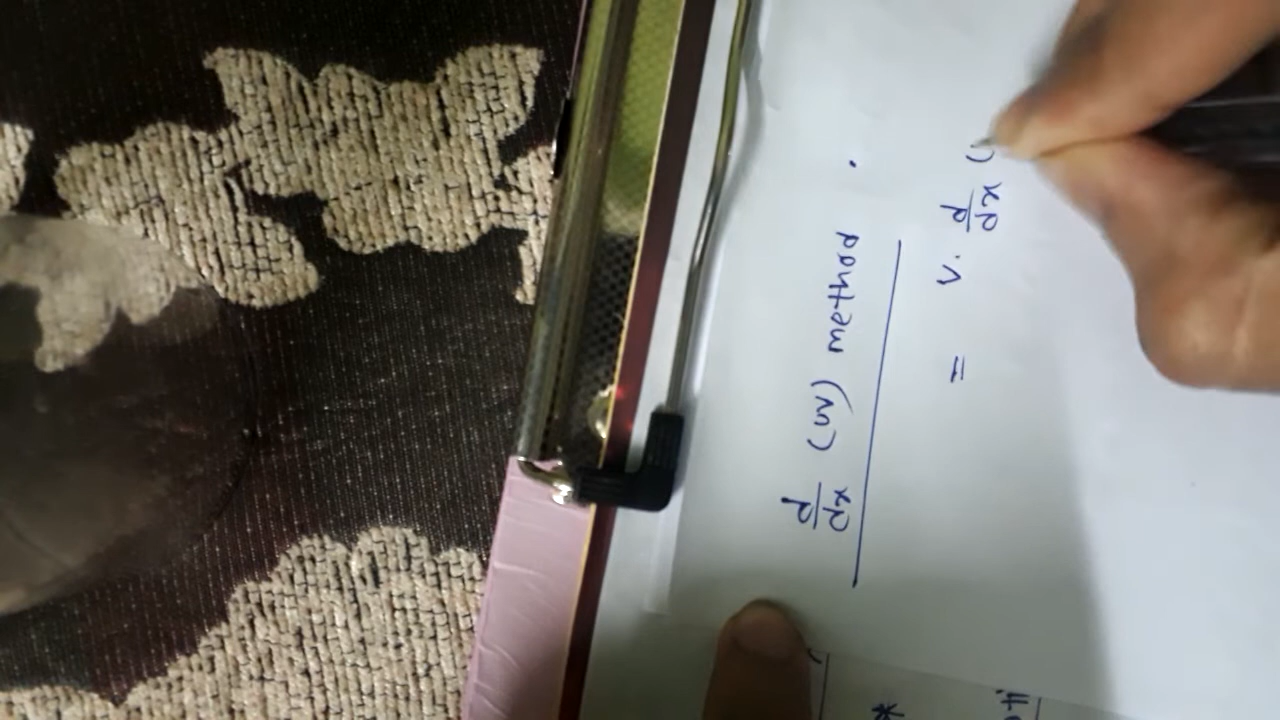 d/dx (uv) method .
= v. d/dx (